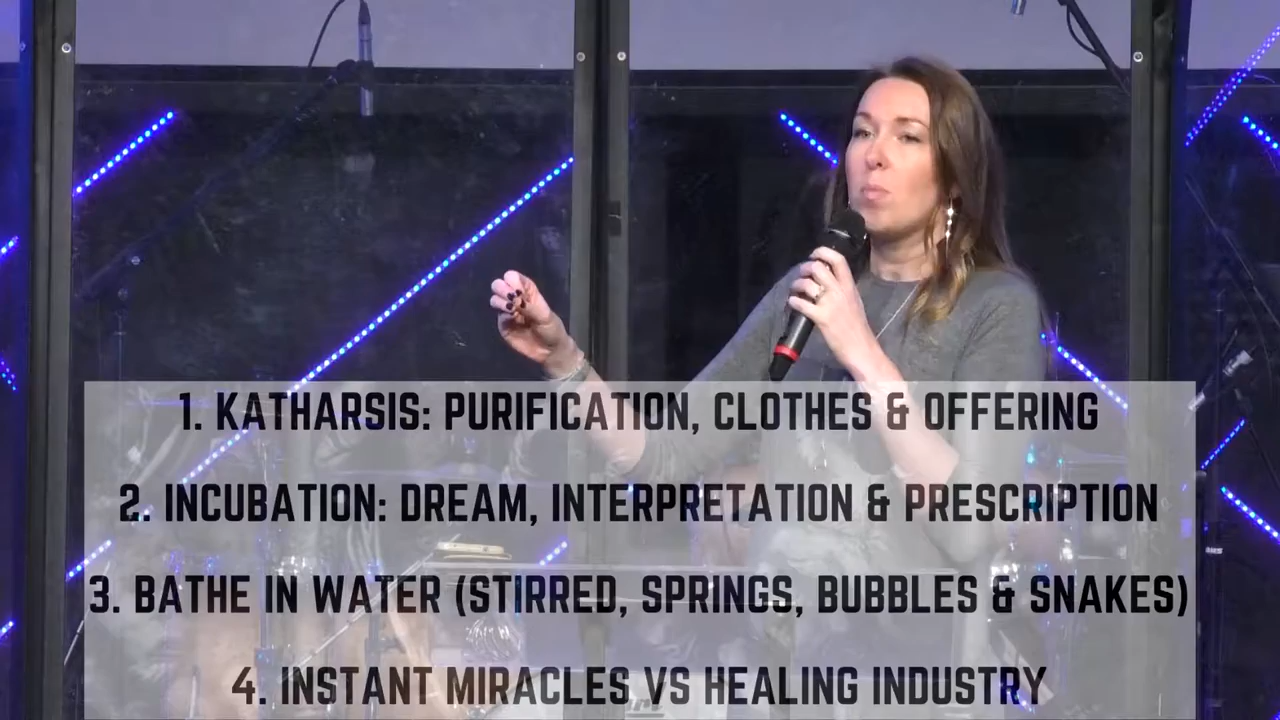 1. KATHARSIS: PURIFICATION, CLOTHES & OFFERING
2. INCUBATION: DREAM, INTERPRETATION & PRESCRIPTION
3. BATHE IN WATER (STIRRED, SPRINGS, BUBBLES & SNAKES)
4. INSTANT MIRACLES VS HEALING INDUSTRY